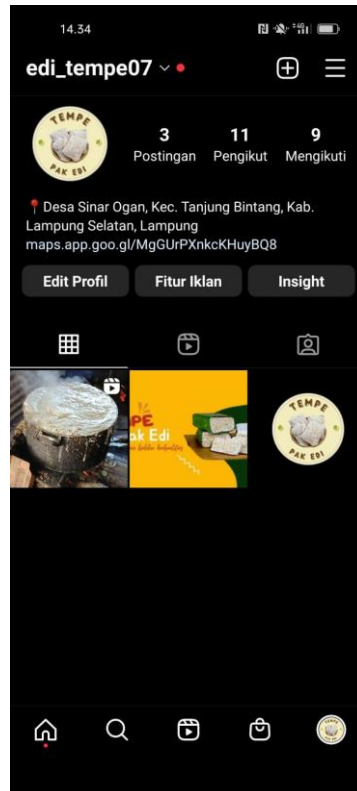 14.34
edi_tempe07
TEMPE
PAK EDI
3 11 9
Postingan Pengikut Mengikuti
Desa Sinar Ogan, Kec. Tanjung Bintang, Kab.
Lampung Selatan, Lampung
maps.app.goo.gl/MgGUrPXnkcKHuyBQ8
Edit Profil Fitur Iklan Insight
PE
ak Edi
TEMPE
PAK EDI